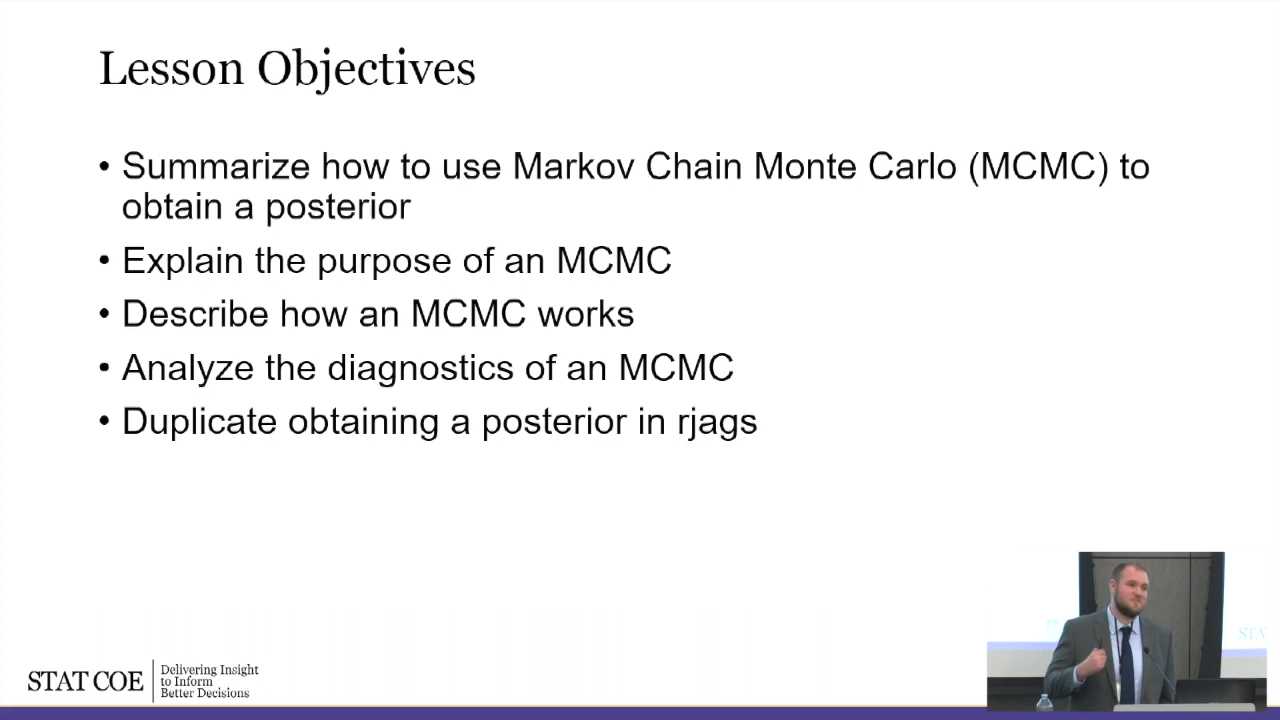 Lesson Objectives
• Summarize how to use Markov Chain Monte Carlo (MCMC) to
obtain a posterior
• Explain the purpose of an MCMC
• Describe how an MCMC works
• Analyze the diagnostics of an MCMC
• Duplicate obtaining a posterior in rjags
STAT COE
Delivering Insight
to Inform
Better Decisions
77
STA